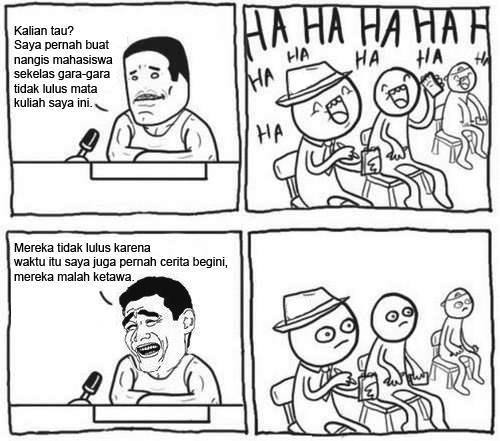 Kalian tau?
Saya pernah buat
nangis mahasiswa
sekelas gara-gara
tidak lulus mata
kuliah saya ini.
HA HA HA HA H
HA
HA
HA
HA
HA
HA
Mereka tidak lulus karena
waktu itu saya juga pernah cerita begini,
mereka malah ketawa.